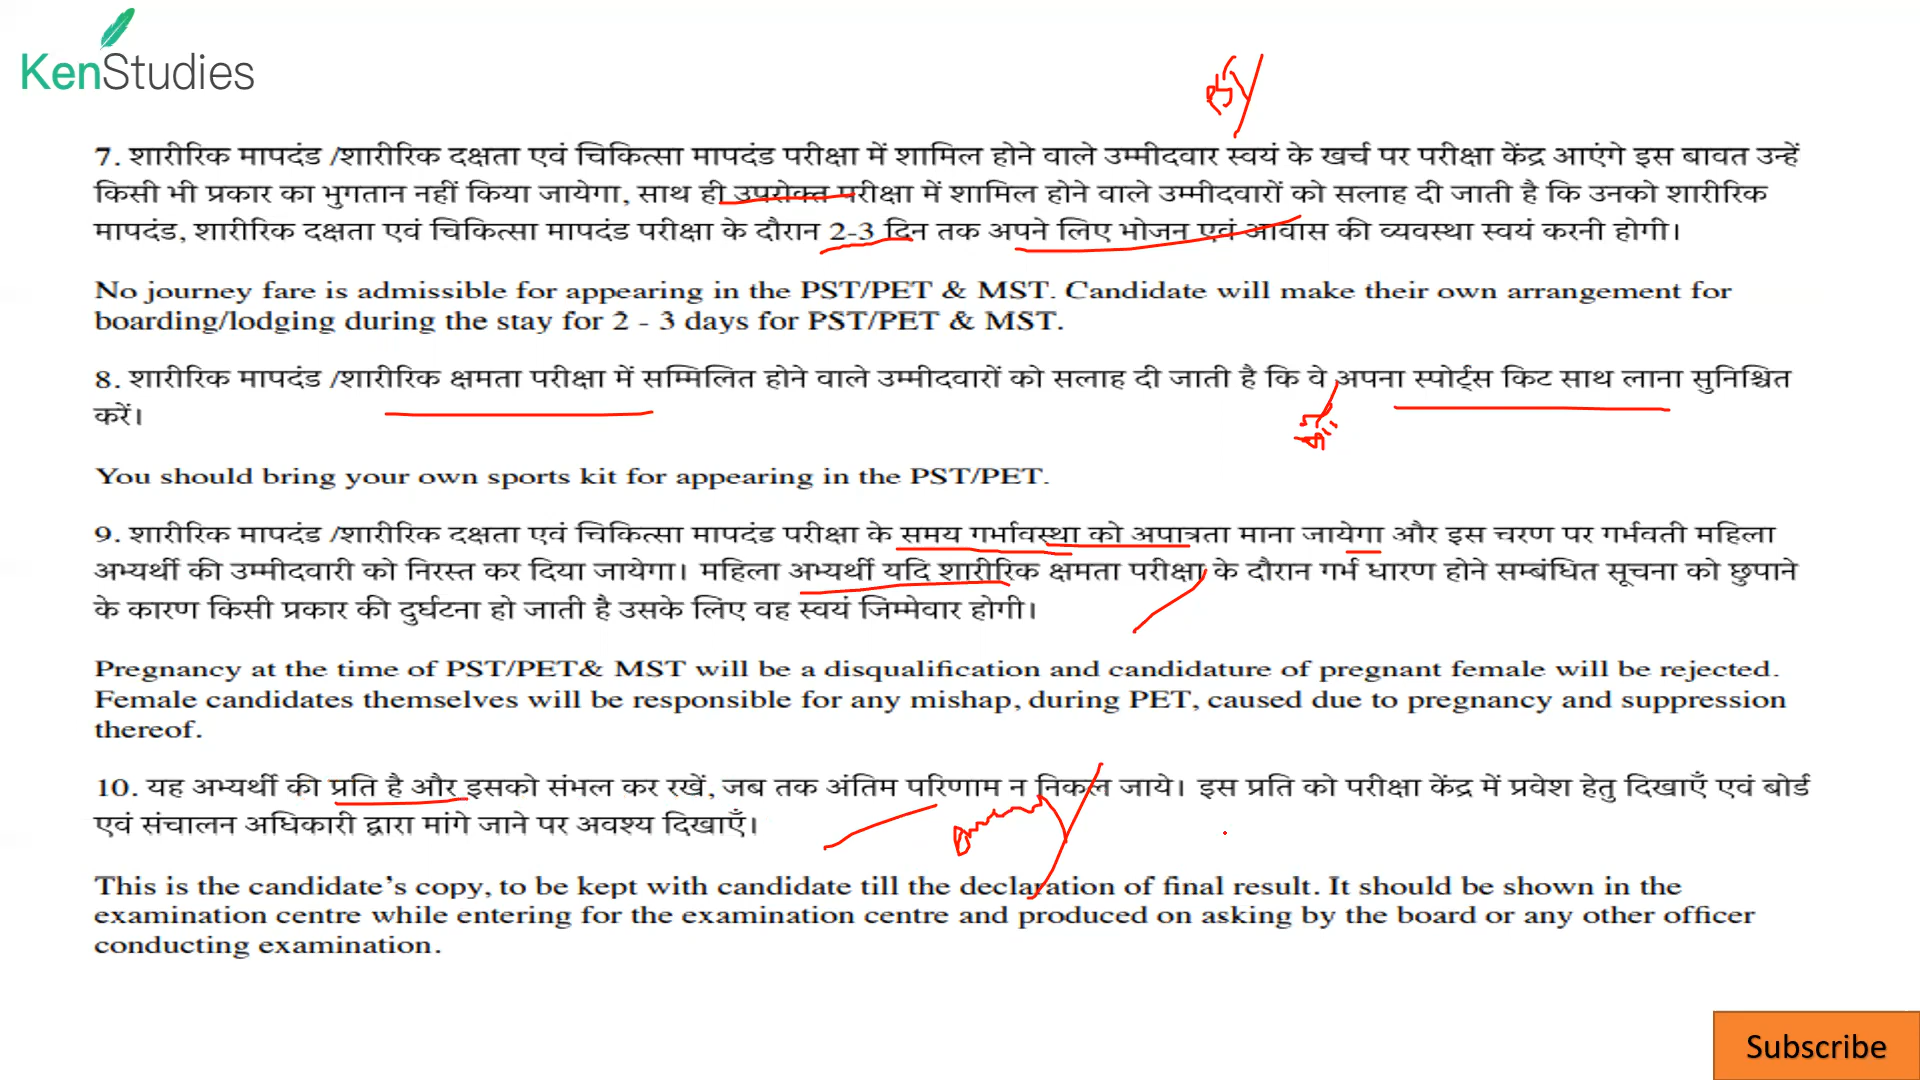 KenStudies
7. शारीरिक मापदंड /शारीरिक दक्षता एवं चिकित्सा मापदंड परीक्षा में शामिल होने वाले उम्मीदवार स्वयं के खर्च पर परीक्षा केंद्र आएंगे इस बावत उन्हें
किसी भी प्रकार का भुगतान नहीं किया जायेगा, साथ ही उपरोक्त परीक्षा में शामिल होने वाले उम्मीदवारों को सलाह दी जाती है कि उनको शारीरिक
मापदंड, शारीरिक दक्षता एवं चिकित्सा मापदंड परीक्षा के दौरान 2-3 दिन तक अपने लिए भोजन एवं आवास की व्यवस्था स्वयं करनी होगी।
No journey fare is admissible for appearing in the PST/PET & MST. Candidate will make their own arrangement for
boarding/lodging during the stay for 2 - 3 days for PST/PET & MST.
8. शारीरिक मापदंड /शारीरिक क्षमता परीक्षा में सम्मिलित होने वाले उम्मीदवारों को सलाह दी जाती है कि वे अपना स्पोर्ट्स किट साथ लाना सुनिश्चित
करें।
You should bring your own sports kit for appearing in the PST/PET.
9. शारीरिक मापदंड /शारीरिक दक्षता एवं चिकित्सा मापदंड परीक्षा के समय गर्भावस्था को अपात्रता माना जायेगा और इस चरण पर गर्भवती महिला
अभ्यर्थी की उम्मीदवारी को निरस्त कर दिया जायेगा। महिला अभ्यर्थी यदि शारीरिक क्षमता परीक्षा के दौरान गर्भ धारण होने सम्बंधित सूचना को छुपाने
के कारण किसी प्रकार की दुर्घटना हो जाती है उसके लिए वह स्वयं जिम्मेवार होगी।
Pregnancy at the time of PST/PET& MST will be a disqualification and candidature of pregnant female will be rejected.
Female candidates themselves will be responsible for any mishap, during PET, caused due to pregnancy and suppression
thereof.
10. यह अभ्यर्थी की प्रति है और इसको संभल कर रखें, जब तक अंतिम परिणाम न निकल जाये। इस प्रति को परीक्षा केंद्र में प्रवेश हेतु दिखाएँ एवं बोर्ड
एवं संचालन अधिकारी द्वारा मांगे जाने पर अवश्य दिखाएँ।
This is the candidate's copy, to be kept with candidate till the declaration of final result. It should be shown in the
examination centre while entering for the examination centre and produced on asking by the board or any other officer
conducting examination.
Subscribe